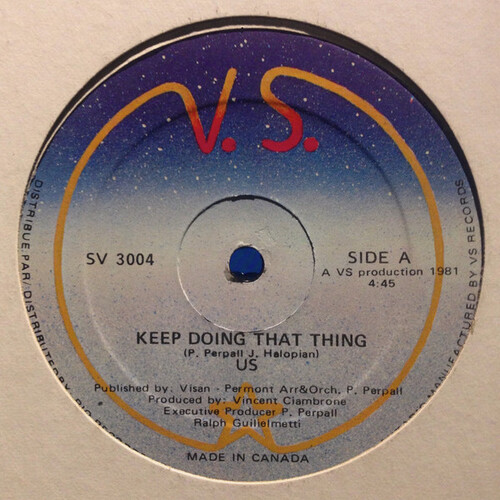 V. S.
SV 3004
SIDE A
A VS production 1981
4:45
KEEP DOING THAT THING
(P. Perpall J. Halopian)
US
Published by: Visan - Permont Arr&Orch, P. Perpall
Produced by: Vincent Ciambrone
Executive Producer P. Perpall
Ralph Guilielmetti
MADE IN CANADA
DISTRIBUE PAR/DISTRIBUTED BY
MANUFACTURED BY VS RECORDS